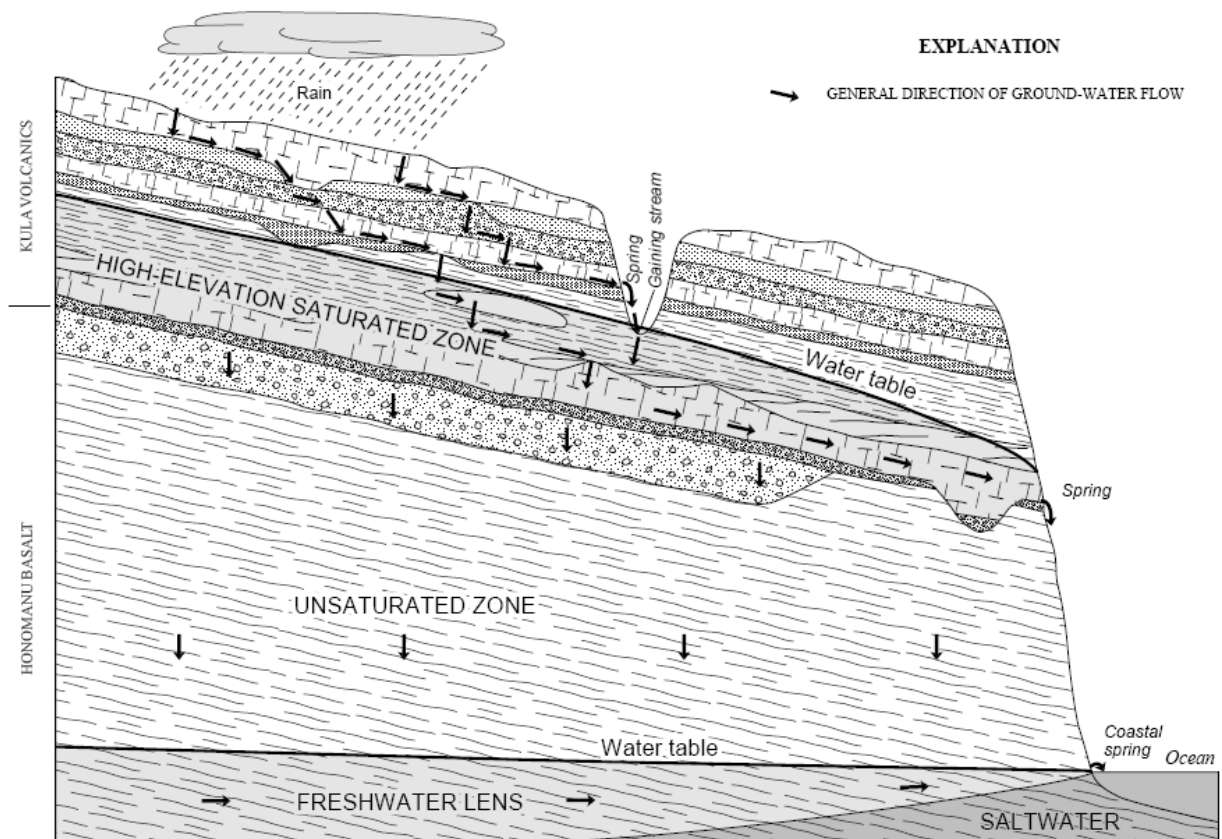 EXPLANATION
GENERAL DIRECTION OF GROUND-WATER FLOW
Rain
KULA VOLCANICS
Spring
Gaining stream
HIGH-ELEVATION SATURATED ZONE
Water table
Spring
HONOMANU BASALT
UNSATURATED ZONE
Water table
Coastal
spring
Ocean
FRESHWATER LENS
SALTWATER